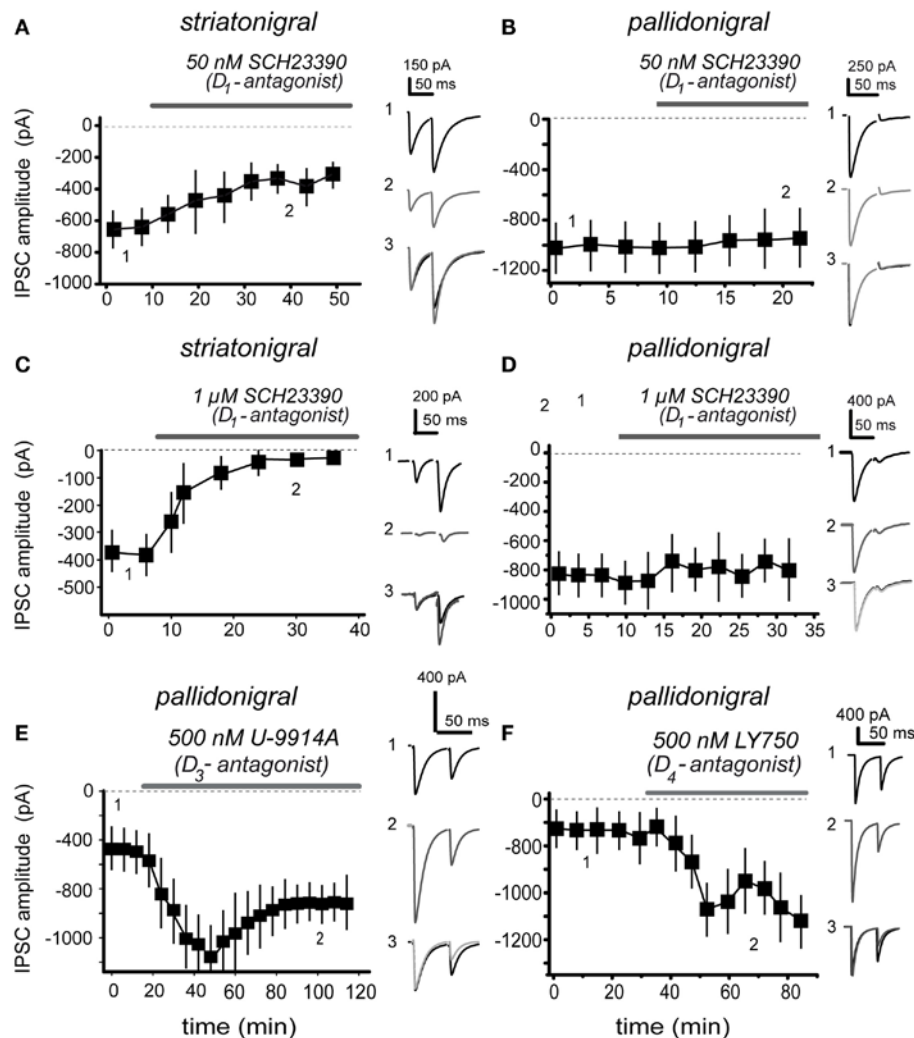 A
striatonigral
50 nM SCH23390
(D1- antagonist)
IPSC amplitude (pA)
0
-200
-400
-600
-800
-1000
1
2
0 10 20 30 40 50
150 pA
50 ms
1
2
3
B
pallidonigral
50 nM SCH23390
(D1- antagonist)
0
-400
-800
-1200
1
2
0 5 10 15 20
250 pA
50 ms
1
2
3
C
striatonigral
1 µM SCH23390
(D1- antagonist)
IPSC amplitude (pA)
0
-100
-200
-300
-400
-500
1
2
0 10 20 30 40
200 pA
50 ms
1
2
3
D
pallidonigral
2 1
1 µM SCH23390
(D1- antagonist)
0
-200
-400
-600
-800
-1000
0 5 10 15 20 25 30 35
400 pA
50 ms
1
2
3
E
pallidonigral
500 nM U-9914A
(D3- antagonist)
IPSC amplitude (pA)
0
-400
-800
-1000
1
2
0 20 40 60 80 100 120
time (min)
400 pA
50 ms
1
2
3
F
pallidonigral
500 nM LY750
(D4- antagonist)
0
-1000
-1200
1
2
0 20 40 60 80
time (min)
400 pA
50 ms
1
2
3